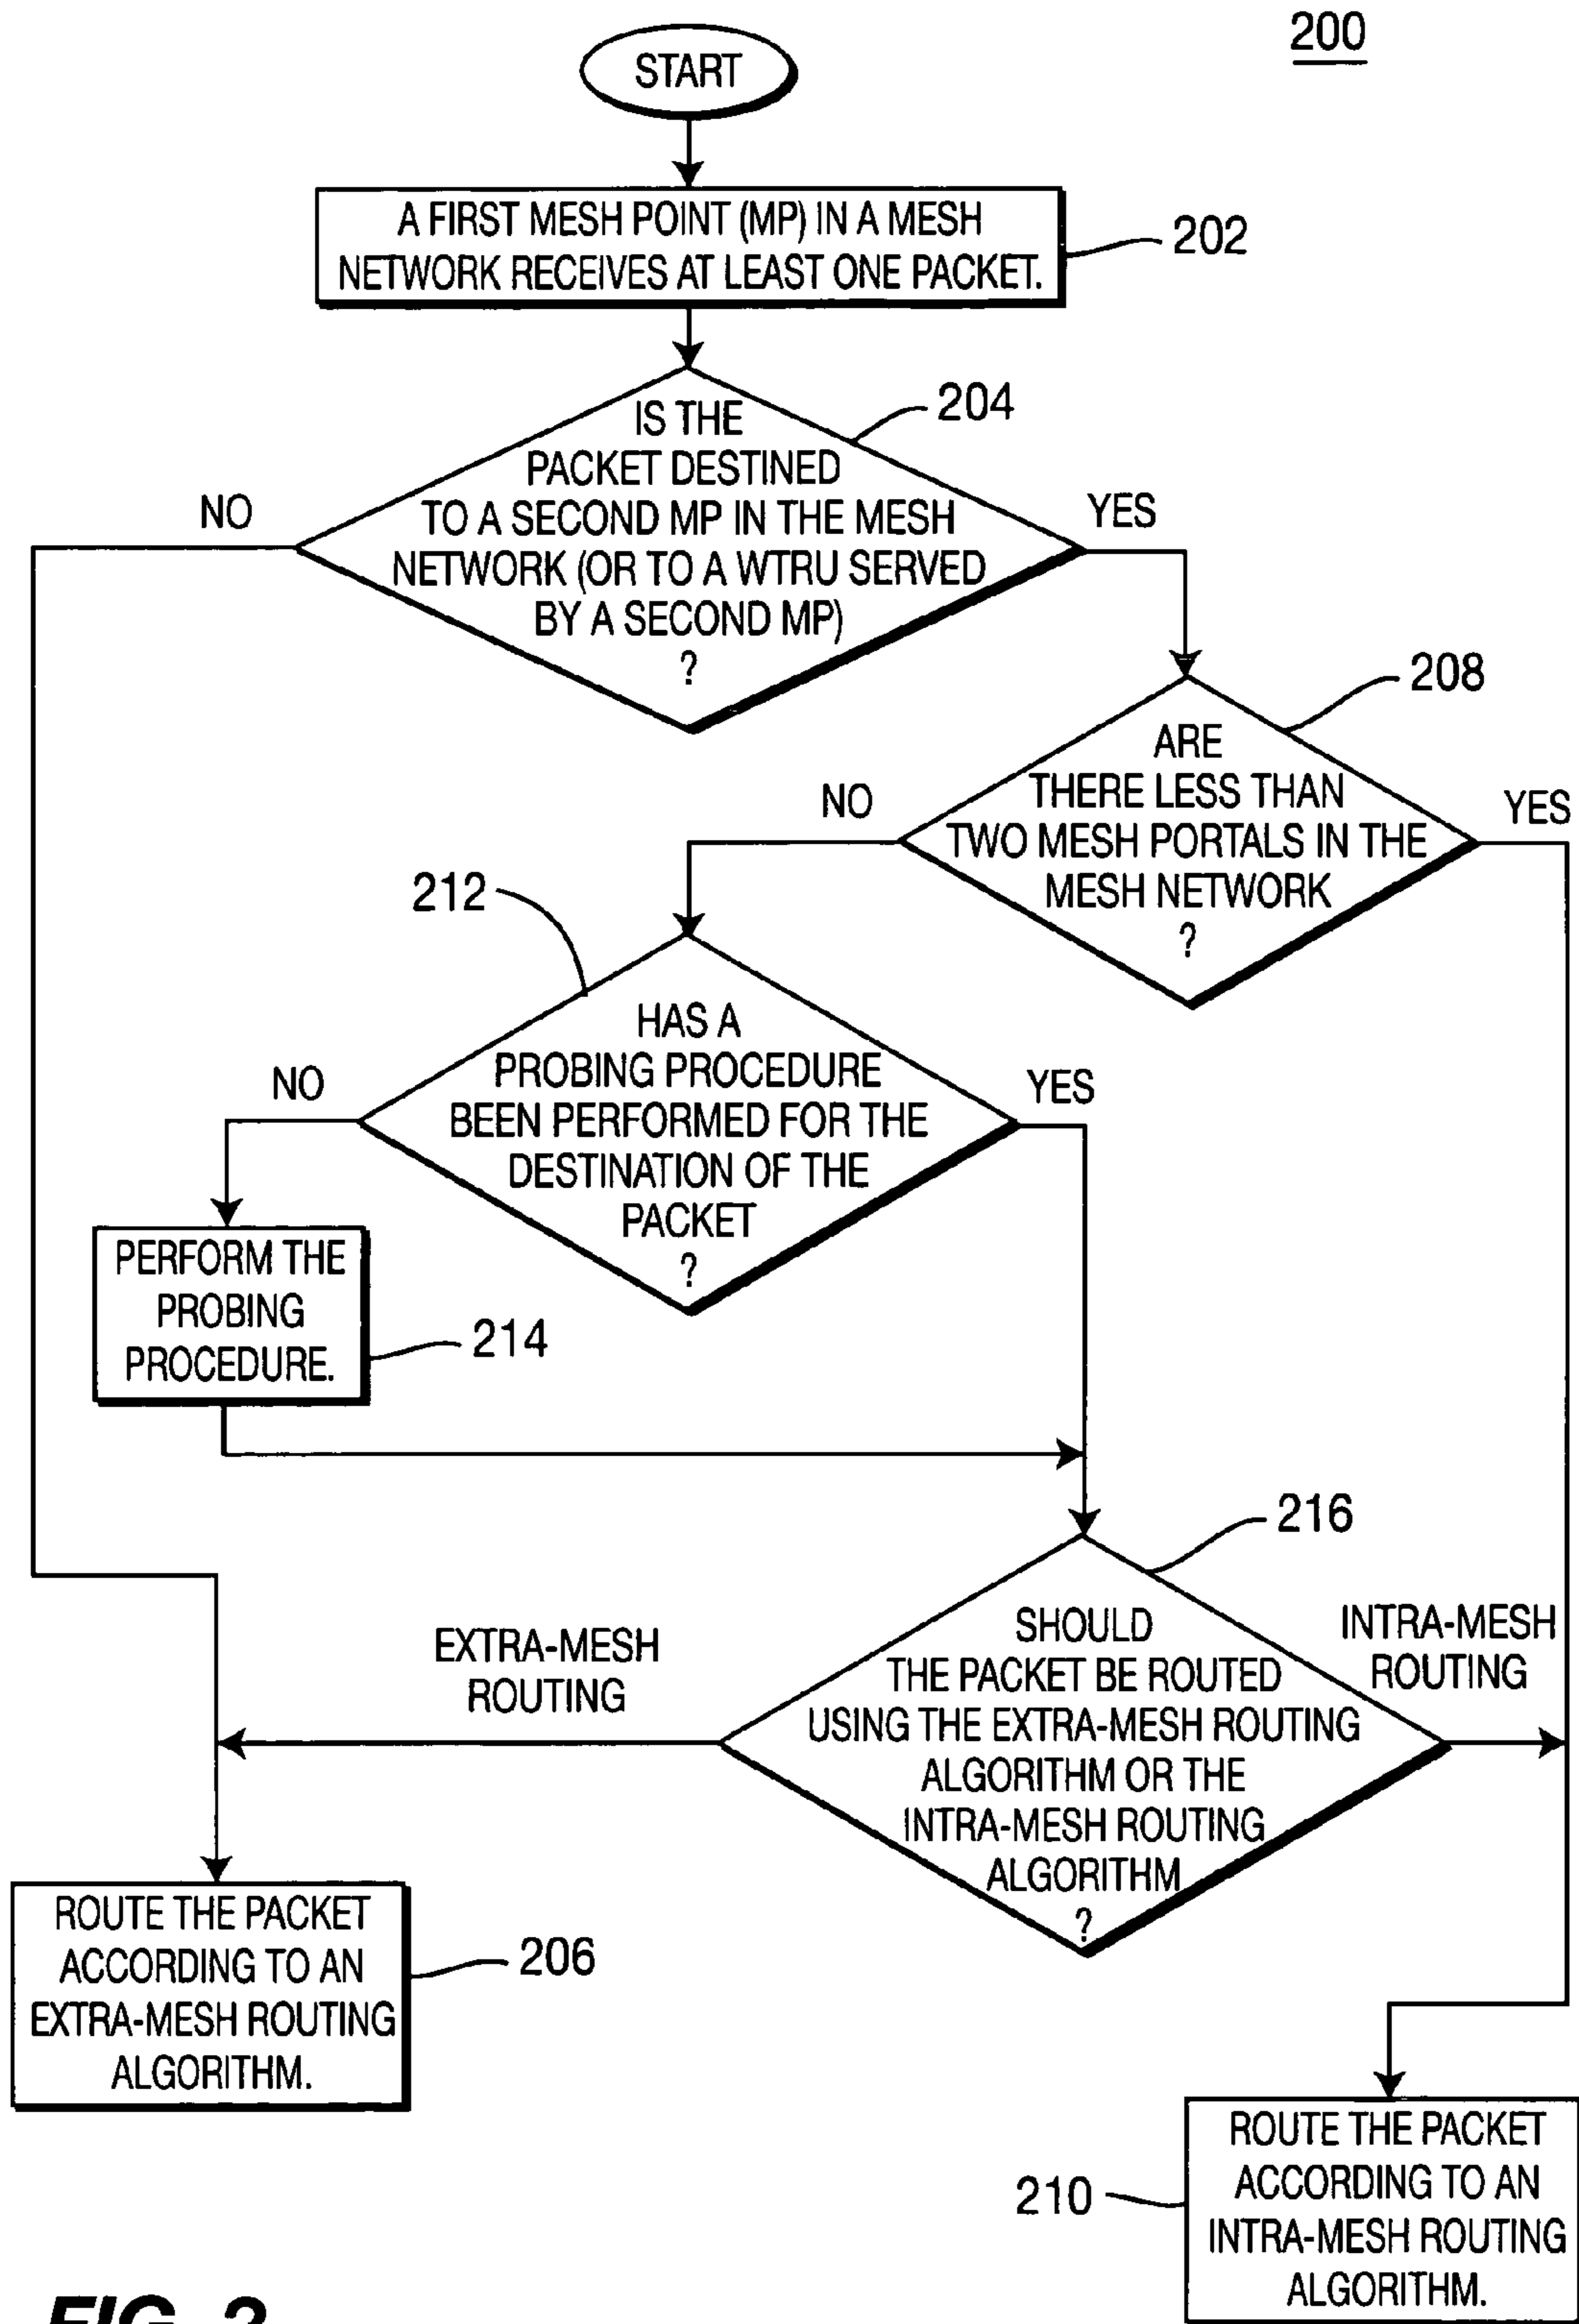 200
START
A FIRST MESH POINT (MP) IN A MESH
NETWORK RECEIVES AT LEAST ONE PACKET.
202
IS THE
PACKET DESTINED
TO A SECOND MP IN THE MESH
NETWORK (OR TO A WTRU SERVED
BY A SECOND MP)
?
204
NO
YES
208
ARE
THERE LESS THAN
TWO MESH PORTALS IN THE
MESH NETWORK
?
NO
YES
212
HAS A
PROBING PROCEDURE
BEEN PERFORMED FOR THE
DESTINATION OF THE
PACKET
?
NO
YES
PERFORM THE
PROBING
PROCEDURE.
214
216
SHOULD
THE PACKET BE ROUTED
USING THE EXTRA-MESH ROUTING
ALGORITHM OR THE
INTRA-MESH ROUTING
ALGORITHM
?
EXTRA-MESH
ROUTING
INTRA-MESH
ROUTING
ROUTE THE PACKET
ACCORDING TO AN
EXTRA-MESH ROUTING
ALGORITHM.
206
210
ROUTE THE PACKET
ACCORDING TO AN
INTRA-MESH ROUTING
ALGORITHM.
FIG.